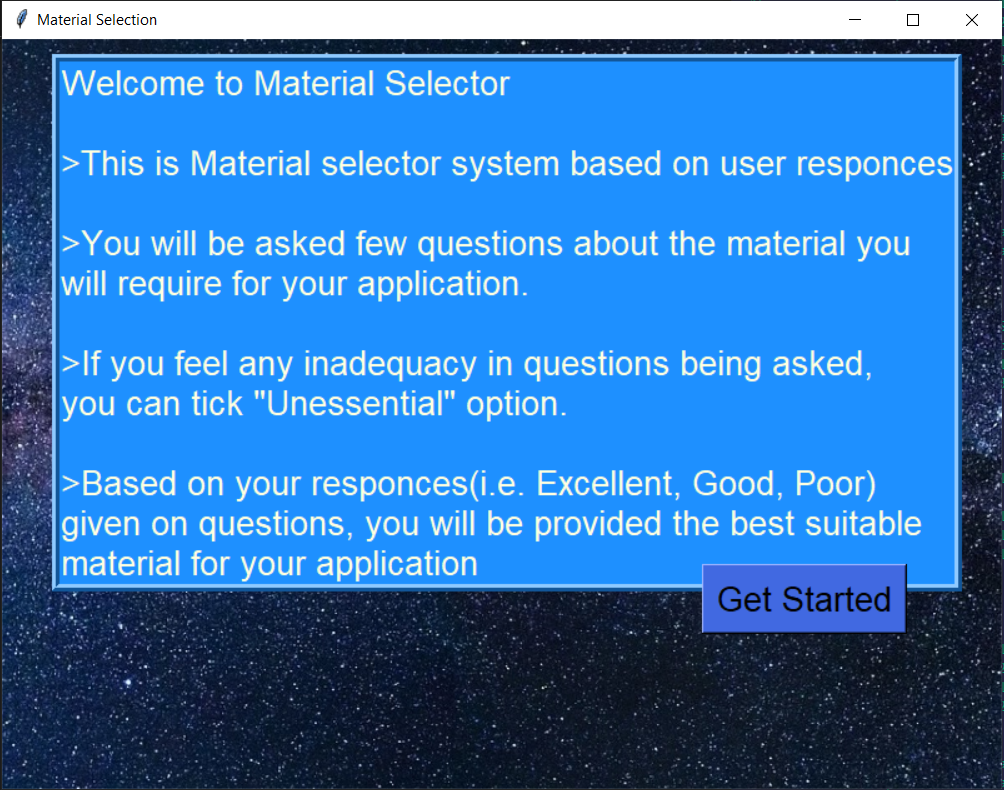 Material Selection
Welcome to Material Selector
>This is Material selector system based on user responces
>You will be asked few questions about the material you
will require for your application.
>If you feel any inadequacy in questions being asked,
you can tick "Unessential" option.
>Based on your responces(i.e. Excellent, Good, Poor)
given on questions, you will be provided the best suitable
material for your application
Get Started